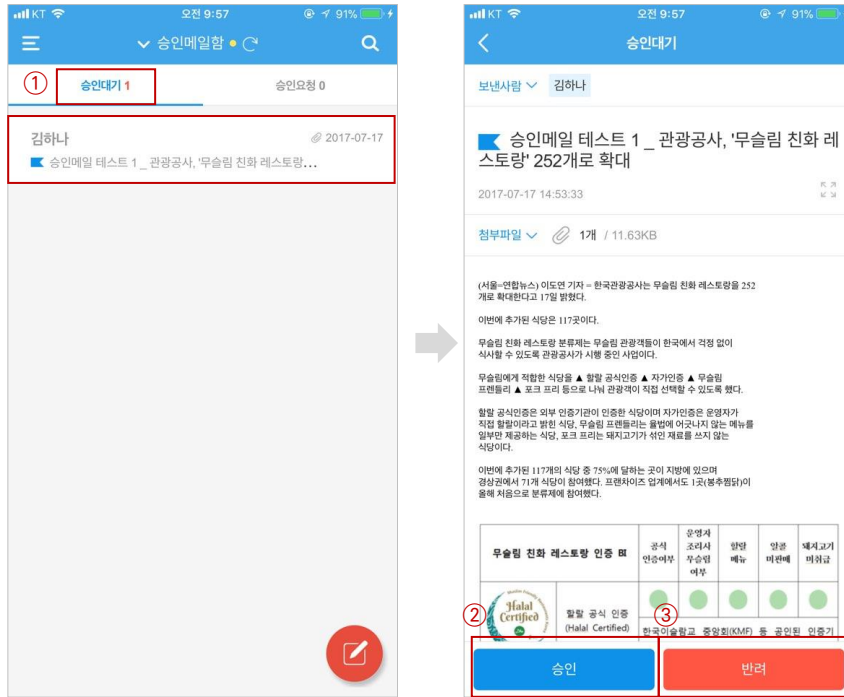 KT 오전 9:57 91%
승인메일함
① 승인대기 1 승인요청 0
김하나 2017-07-17
승인메일 테스트 1 _ 관광공사, '무슬림 친화 레스토랑...
KT 오전 9:57 91%
승인대기
보낸사람 김하나
승인메일 테스트 1 _ 관광공사, '무슬림 친화 레
스토랑' 252개로 확대
2017-07-17 14:53:33
첨부파일 1개 / 11.63KB
(서울=연합뉴스) 이도연 기자 = 한국관광공사는 무슬림 친화 레스토랑을 252
개로 확대한다고 17일 밝혔다.
이번에 추가된 식당은 117곳이다.
무슬림 친화 레스토랑 분류제는 무슬림 관광객들이 한국에서 걱정 없이
식사할 수 있도록 관광공사가 시행 중인 사업이다.
무슬림에게 적합한 식당을 ▲ 할랄 공식인증 ▲ 자가인증 ▲ 무슬림
프렌들리 ▲ 포크 프리 등으로 나눠 관광객이 직접 선택할 수 있도록 했다.
할랄 공식인증은 외부 인증기관이 인증한 식당이며 자가인증은 운영자가
직접 할랄이라고 밝힌 식당, 무슬림 프렌들리는 율법에 어긋나지 않는 메뉴를
일부만 제공하는 식당, 포크 프리는 돼지고기가 섞인 재료를 쓰지 않는
식당이다.
이번에 추가된 117개의 식당 중 75%에 달하는 곳이 지방에 있으며
경상권에서 71개 식당이 참여했다. 프랜차이즈 업계에서도 1곳(봉추찜닭)이
올해 처음으로 분류제에 참여했다.
무슬림 친화 레스토랑 인증 BI
공식
인증여부
운영자
조리사
무슬림
여부
할랄
메뉴
알콜
미판매
돼지고기
미취급
Halal
Certified
할랄 공식 인증
(Halal Certified)
한국이슬람교 중앙회(KMF) 등 공인된 인증기
② 승인
③ 반려